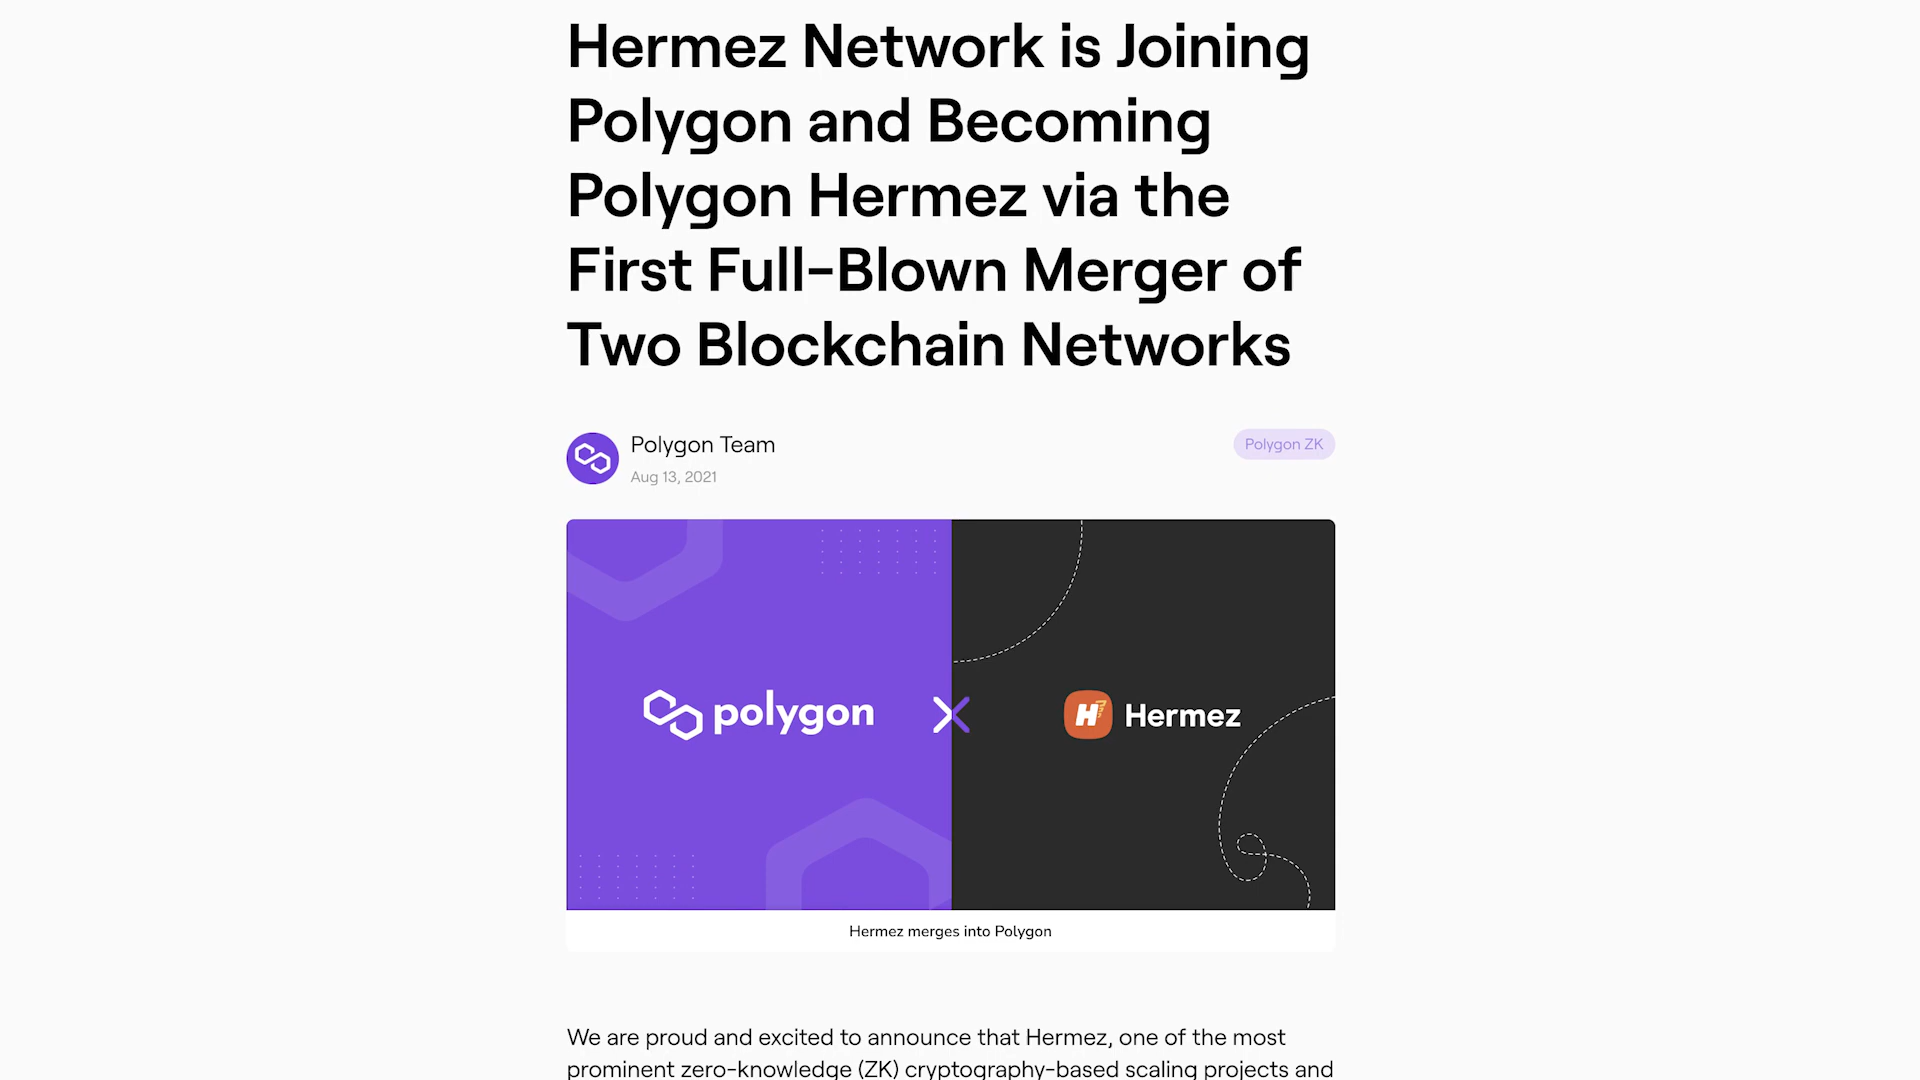 Hermez Network is Joining
Polygon and Becoming
Polygon Hermez via the
First Full-Blown Merger of
Two Blockchain Networks
Polygon Team
Aug 13, 2021
Polygon ZK
polygon
Hermez
Hermez merges into Polygon
We are proud and excited to announce that Hermez, one of the most
prominent zero-knowledge (ZK) cryptography-based scaling projects and